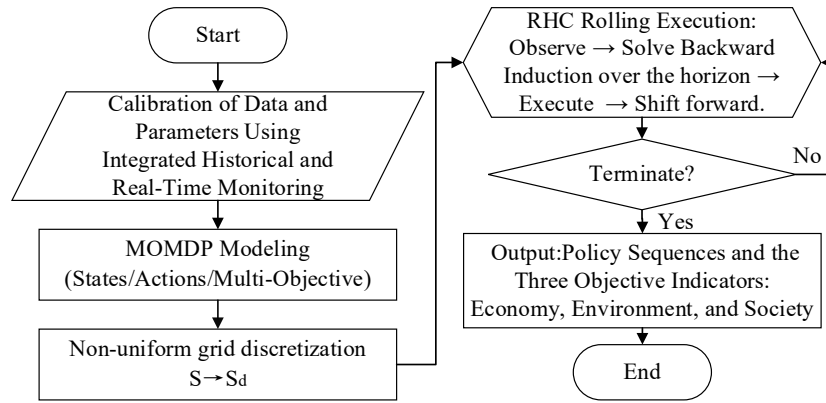 Start
Calibration of Data and
Parameters Using
Integrated Historical and
Real-Time Monitoring
MOMDP Modeling
(States/Actions/Multi-Objective)
Non-uniform grid discretization
S→Sd
RHC Rolling Execution:
Observe → Solve Backward
Induction over the horizon →
Execute → Shift forward.
Terminate?
No
Yes
Output:Policy Sequences and the
Three Objective Indicators:
Economy, Environment, and Society
End